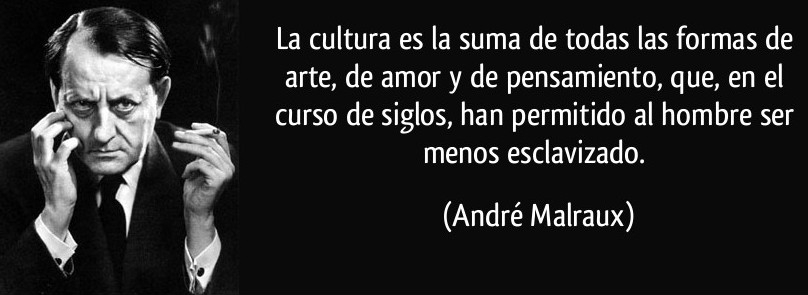 La cultura es la suma de todas las formas de
arte, de amor y de pensamiento, que, en el
curso de siglos, han permitido al hombre ser
menos esclavizado.
(André Malraux)